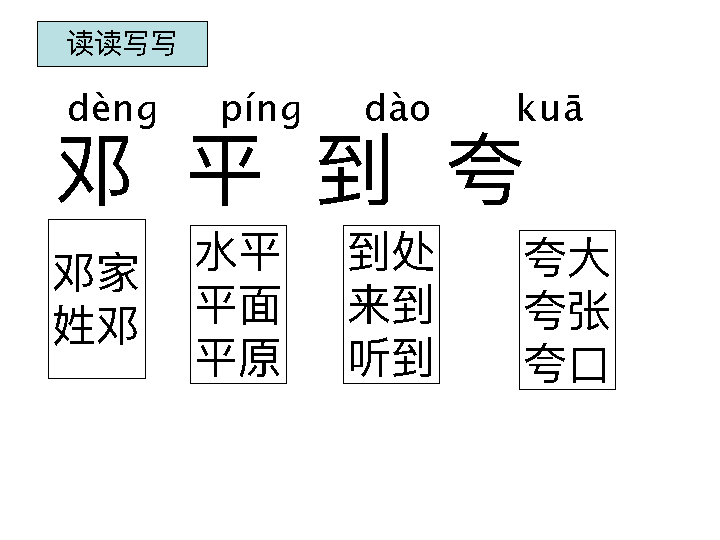 读读写写
dèng píng dào kuā
邓 平 到 夸
邓家
姓邓
水平
平面
平原
到处
来到
听到
夸大
夸张
夸口